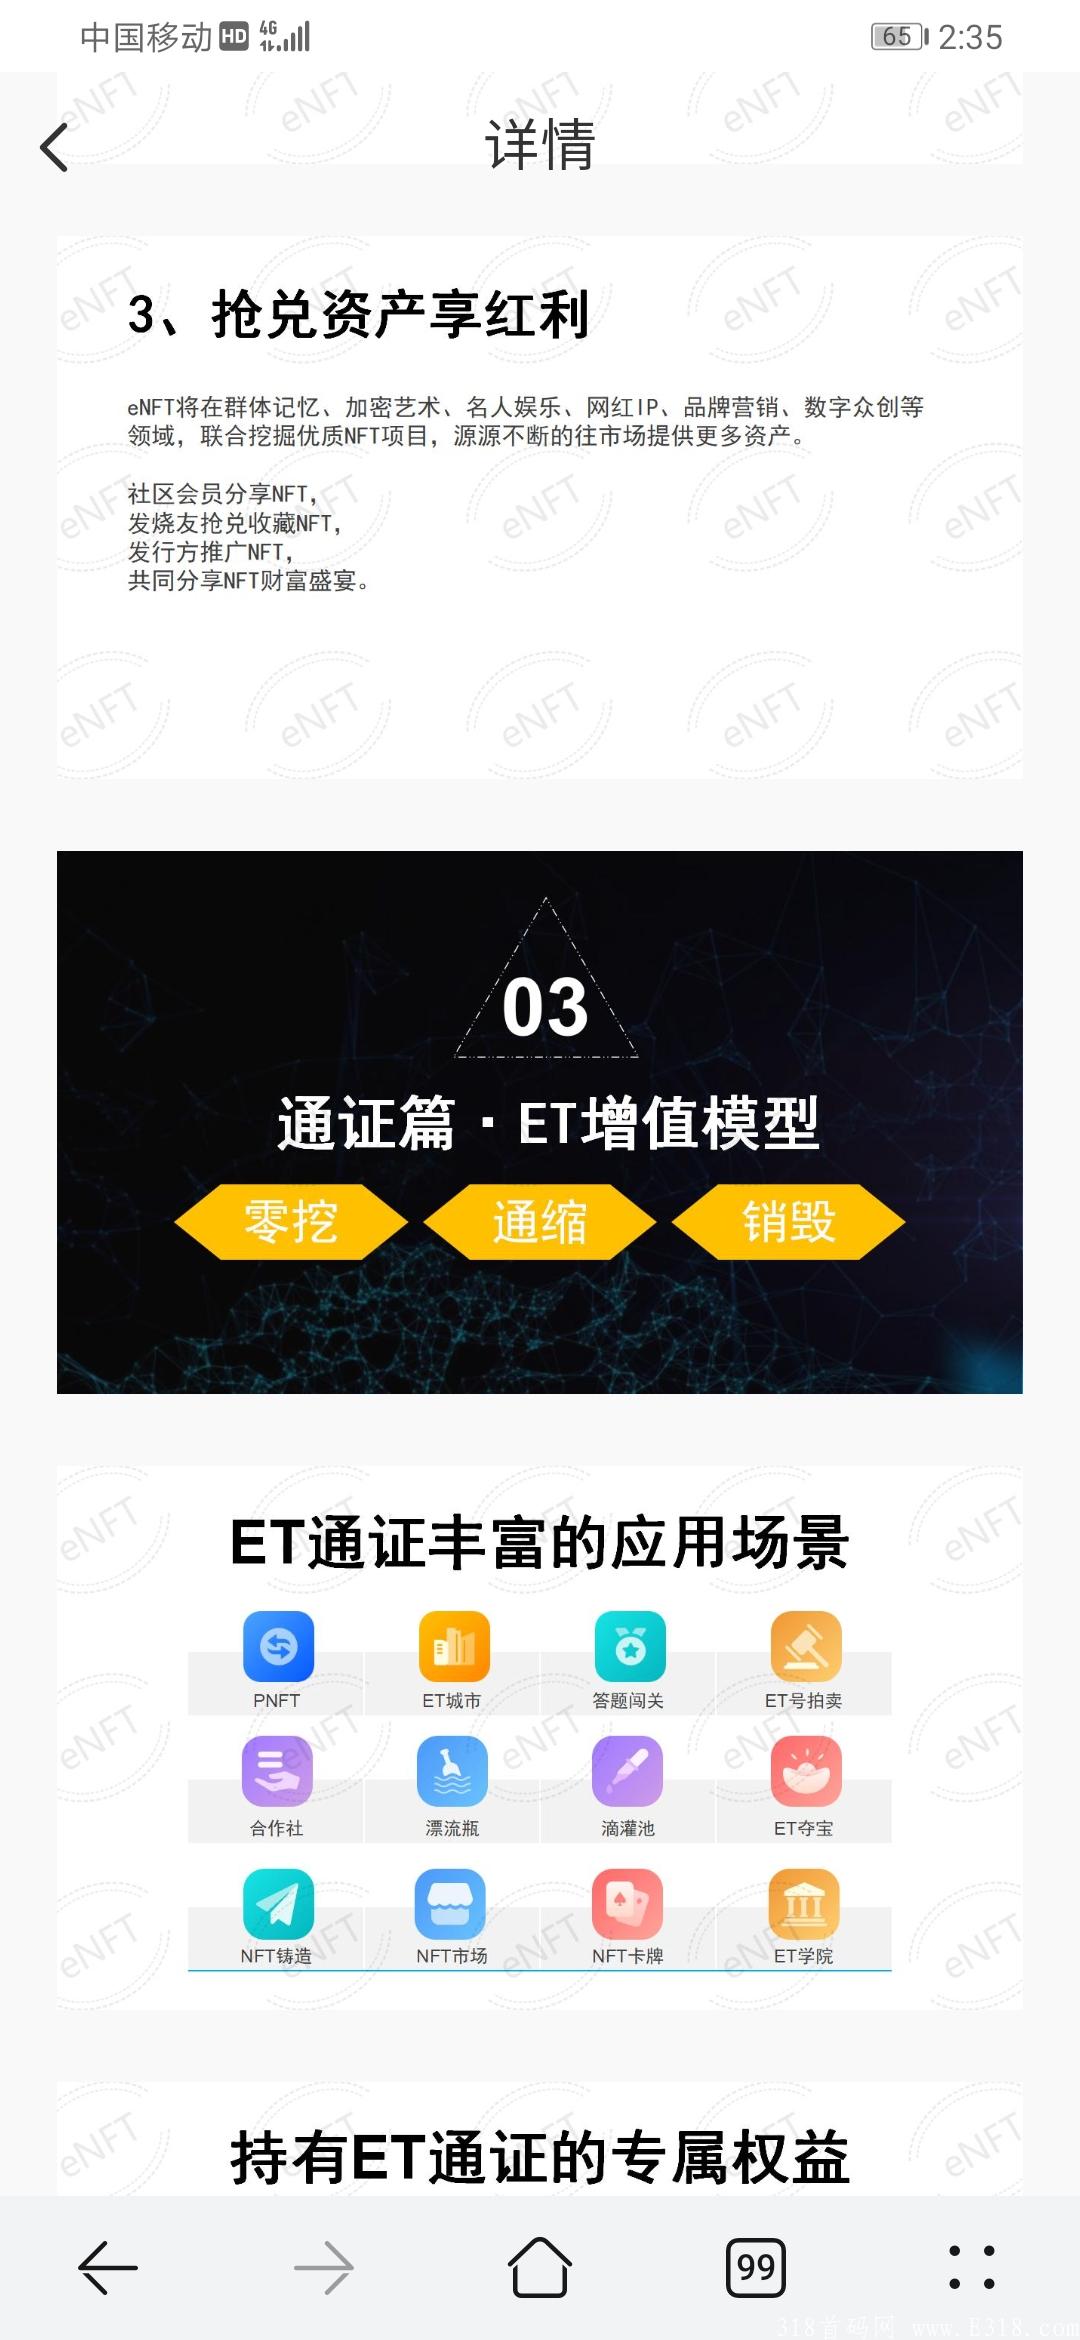 中国移动 HD 4G 65 2:35
详情
3、抢兑资产享红利
eNFT将在群体记忆、加密艺术、名人娱乐、网红IP、品牌营销、数字众创等
领域，联合挖掘优质NFT项目，源源不断的往市场提供更多资产。
社区会员分享NFT，
发烧友抢兑收藏NFT，
发行方推广NFT，
共同分享NFT财富盛宴。
03
通证篇·ET增值模型
零挖 通缩 销毁
ET通证丰富的应用场景
PNFT ET城市 答题闯关 ET号拍卖
合作社 漂流瓶 滴灌池 ET夺宝
NFT铸造 NFT市场 NFT卡牌 ET学院
持有ET通证的专属权益
99
318首码网 www.E318.com
eNFT